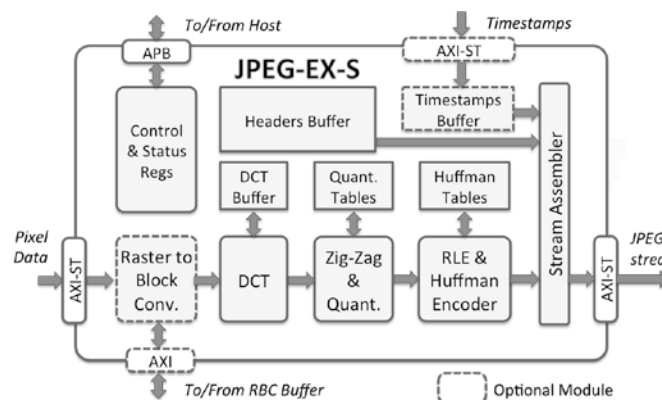 To/From Host
Timestamps
APB
AXI-ST
JPEG-EX-S
Control
& Status
Regs
Headers Buffer
Timestamps
Buffer
DCT
Buffer
Quant.
Tables
Huffman
Tables
Stream Assembler
Pixel
Data
AXI-ST
Raster to
Block
Conv.
DCT
Zig-Zag
& Quant.
RLE &
Huffman
Encoder
AXI-ST
JPEG
strea
AXI
To/From RBC Buffer
Optional Module